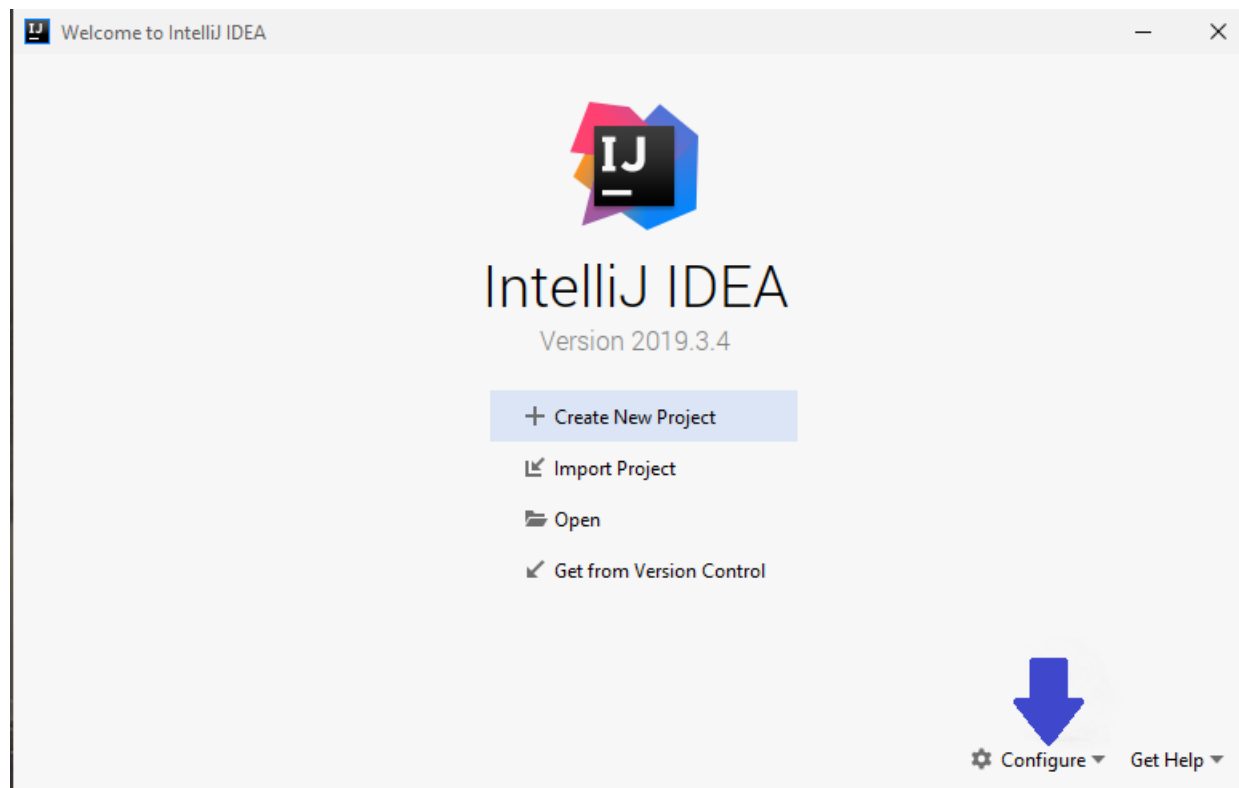 IJ Welcome to IntelliJ IDEA
IJ
IntelliJ IDEA
Version 2019.3.4
Create New Project
Import Project
Open
Get from Version Control
Configure Get Help